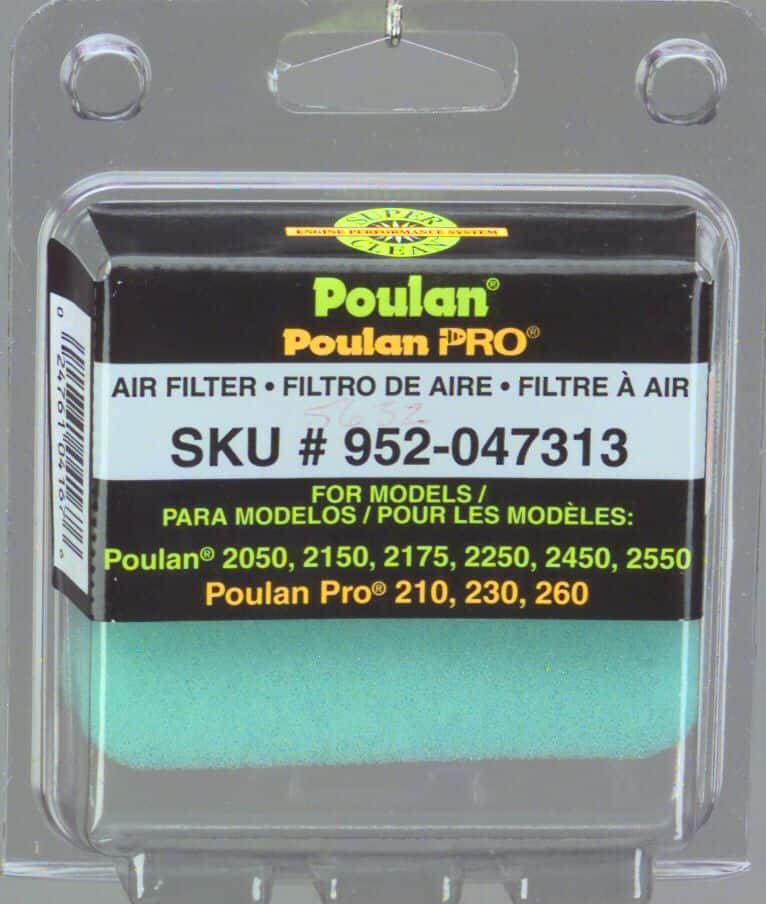 SUPER
ENGINE PERFORMANCE SYSTEM
CLEAN
Poulan®
Poulan PRO®
AIR FILTER • FILTRO DE AIRE • FILTRE À AIR
5632
SKU # 952-047313
FOR MODELS /
PARA MODELOS / POUR LES MODÈLES:
Poulan® 2050, 2150, 2175, 2250, 2450, 2550
Poulan Pro® 210, 230, 260